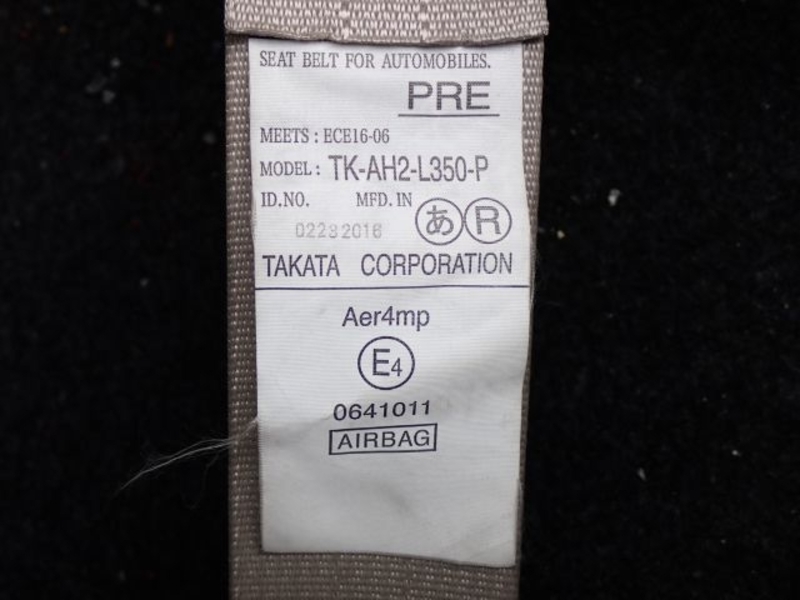 SEAT BELT FOR AUTOMOBILES.
PRE
MEETS : ECE16-06
MODEL : TK-AH2-L350-P
ID.NO. MFD. IN あ R
TAKATA CORPORATION
Aer4mp
E4
0641011
AIRBAG